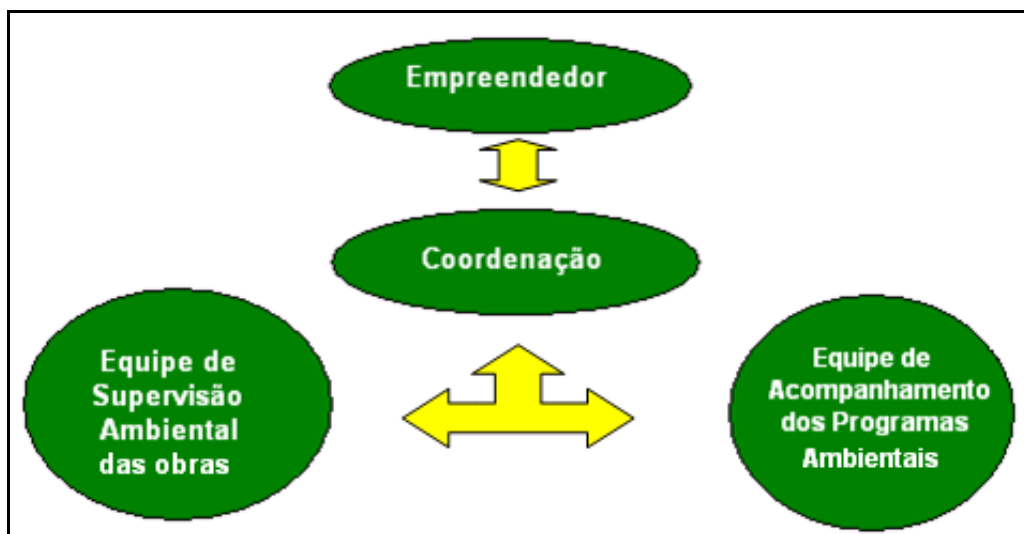 Empreendedor
Coordenação
Equipe de
Supervisão
Ambiental
das obras
Equipe de
Acompanhamento
dos Programas
Ambientais